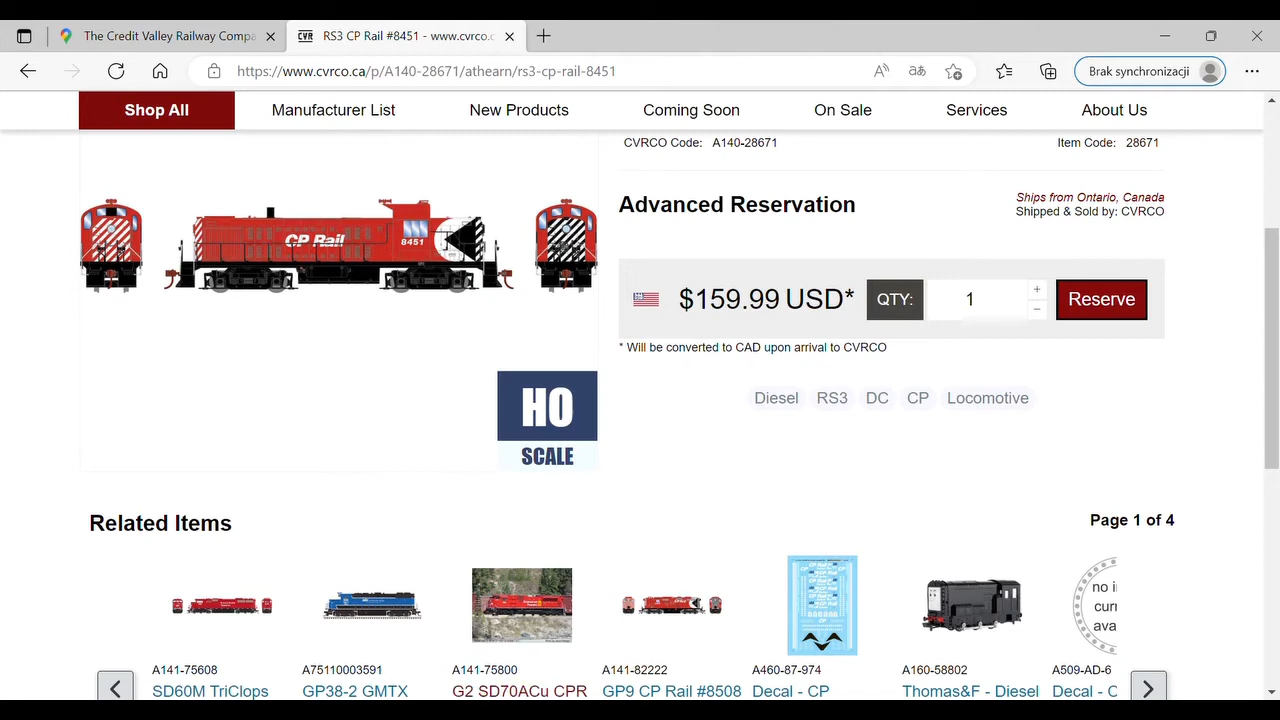 The Credit Valley Railway Compa
CVR
RS3 CP Rail #8451 - www.cvrco.c
https://www.cvrco.ca/p/A140-28671/athearn/rs3-cp-rail-8451
Brak synchronizacji
Shop All
Manufacturer List
New Products
Coming Soon
On Sale
Services
About Us
CVRCO Code: A140-28671
Item Code: 28671
Advanced Reservation
Ships from Ontario, Canada
Shipped & Sold by: CVRCO
CP Rail
8451
$159.99 USD*
QTY:
1
Reserve
* Will be converted to CAD upon arrival to CVRCO
Diesel
RS3
DC
CP
Locomotive
HO
SCALE
Related Items
Page 1 of 4
no i
curr
ava
A141-75608
A75110003591
A141-75800
A141-82222
A460-87-974
A160-58802
A509-AD-6
SD60M TriClops
GP38-2 GMTX
G2 SD70ACu CPR
GP9 CP Rail #8508
Decal - CP
Thomas&F - Diesel
Decal - C